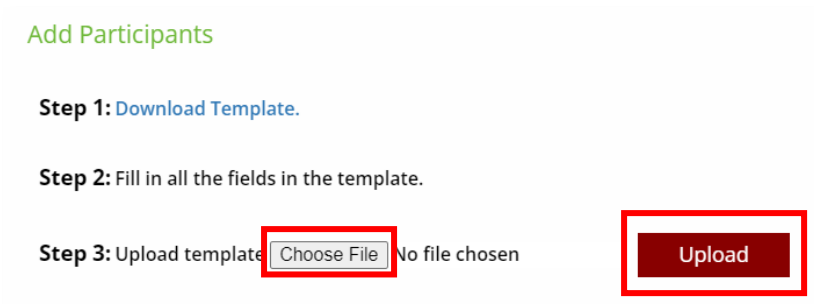 Add Participants
Step 1: Download Template.
Step 2: Fill in all the fields in the template.
Step 3: Upload template Choose File No file chosen Upload